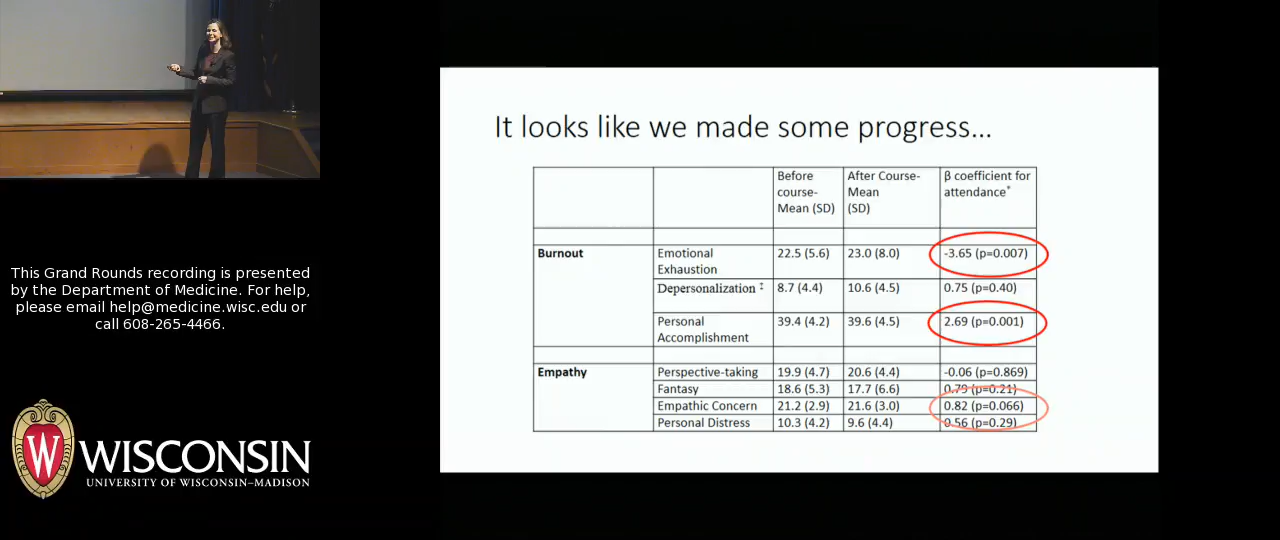 It looks like we made some progress...
Before course- Mean (SD)
After Course- Mean (SD)
β coefficient for attendance*
Burnout
Emotional Exhaustion
22.5 (5.6)
23.0 (8.0)
-3.65 (p=0.007)
Depersonalization ‡
8.7 (4.4)
10.6 (4.5)
0.75 (p=0.40)
Personal Accomplishment
39.4 (4.2)
39.6 (4.5)
2.69 (p=0.001)
Empathy
Perspective-taking
19.9 (4.7)
20.6 (4.4)
-0.06 (p=0.869)
Fantasy
18.6 (5.3)
17.7 (6.6)
0.79 (p=0.21)
Empathic Concern
21.2 (2.9)
21.6 (3.0)
0.82 (p=0.066)
Personal Distress
10.3 (4.2)
9.6 (4.4)
0.56 (p=0.29)
This Grand Rounds recording is presented
by the Department of Medicine. For help,
please email help@medicine.wisc.edu or
call 608-265-4466.
W
WISCONSIN
UNIVERSITY OF WISCONSIN–MADISON